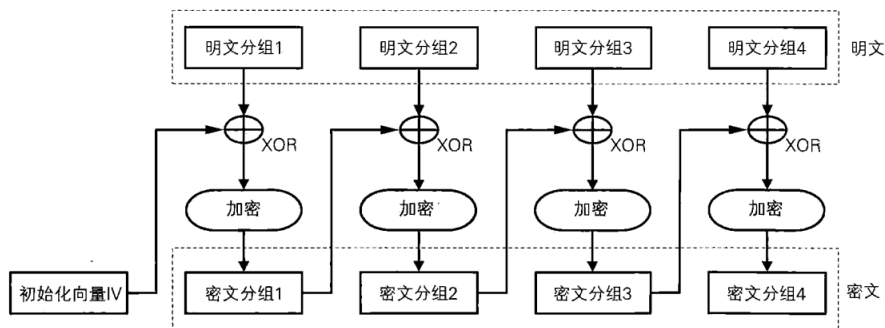 明文分组1 明文分组2 明文分组3 明文分组4 明文
XOR XOR XOR XOR
加密 加密 加密 加密
初始化向量IV 密文分组1 密文分组2 密文分组3 密文分组4 密文